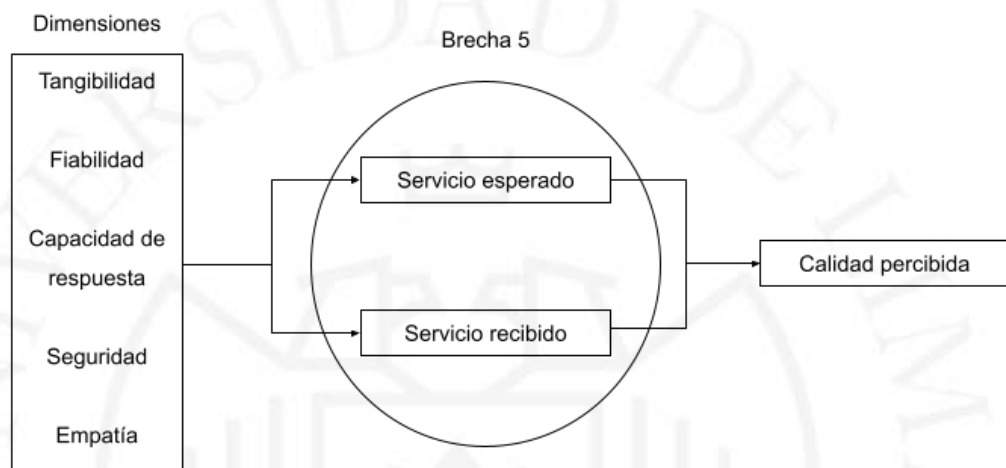 Dimensiones
Tangibilidad
Fiabilidad
Capacidad de
respuesta
Seguridad
Empatía
Brecha 5
Servicio esperado
Servicio recibido
Calidad percibida